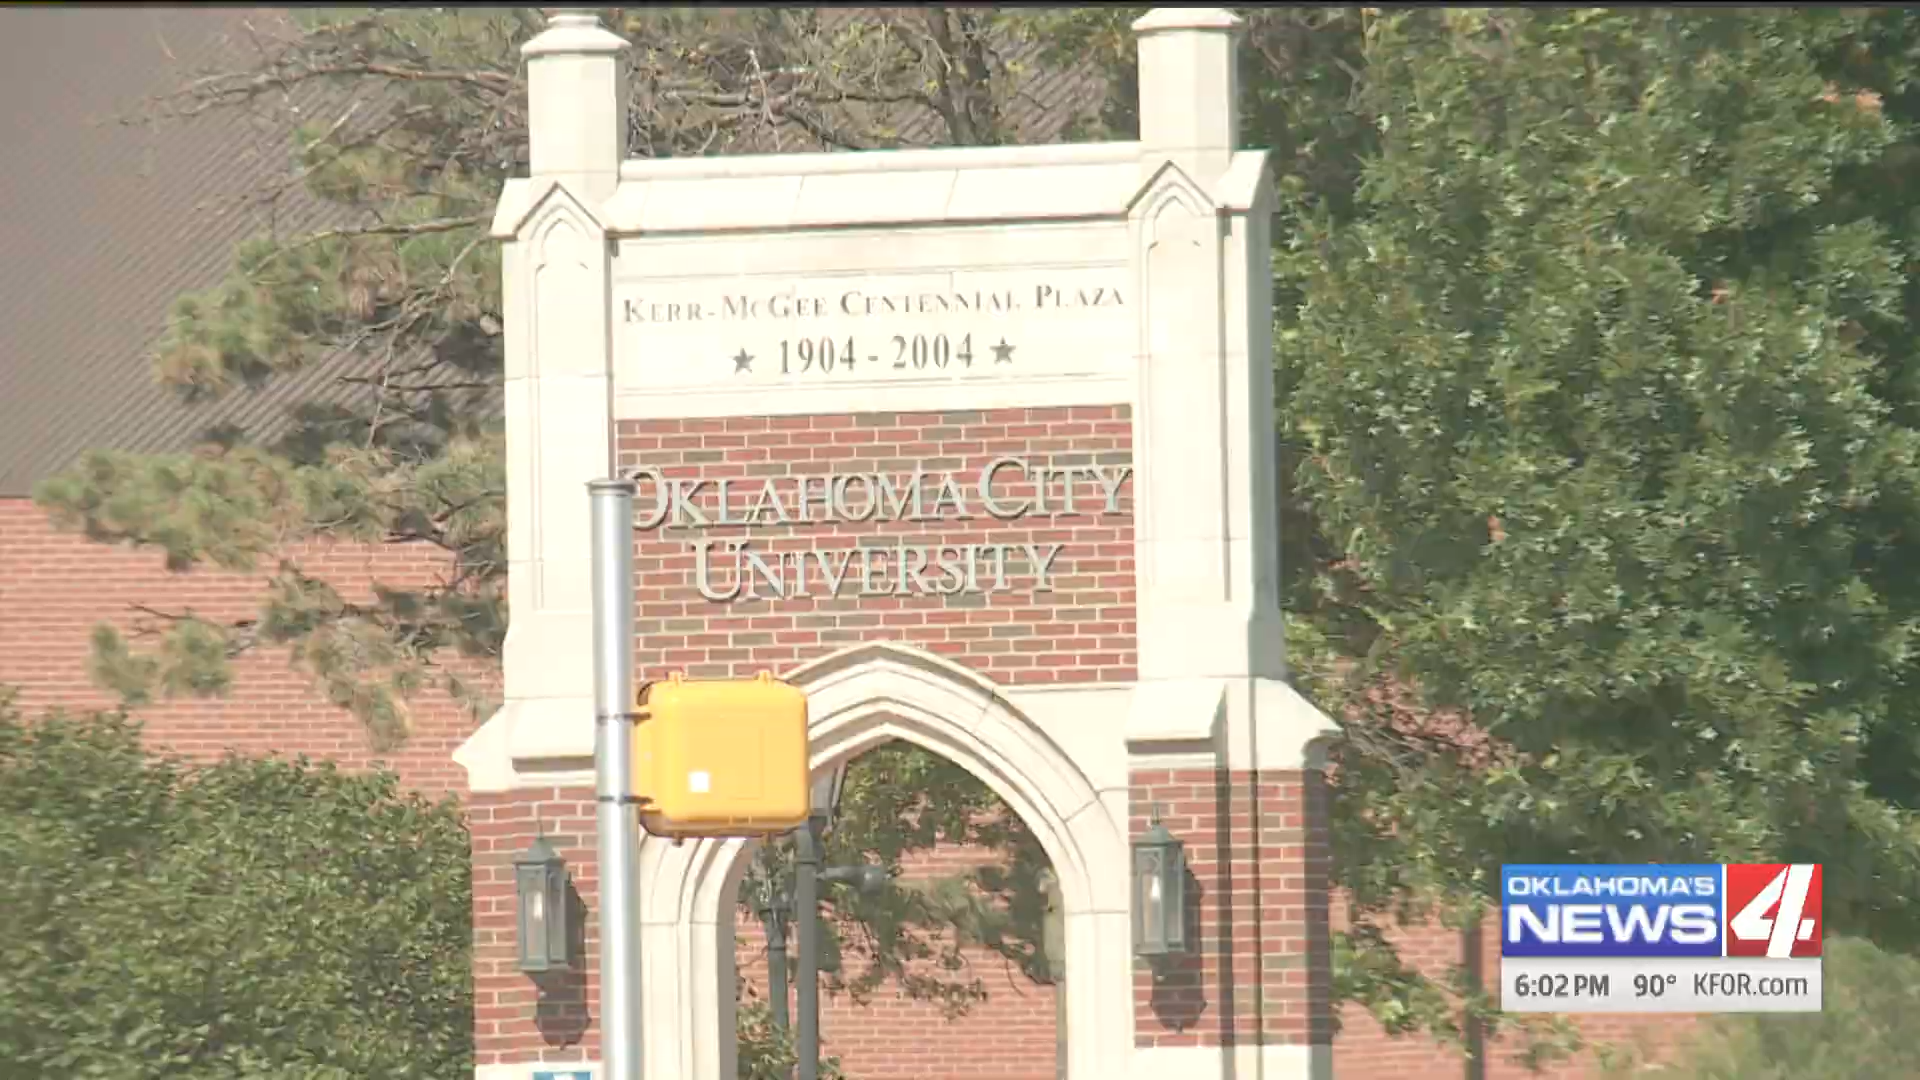 KERR-MCGEE CENTENNIAL PLAZA
★ 1904 - 2004 ★
OKLAHOMA CITY
UNIVERSITY
OKLAHOMA'S
NEWS 4
6:02 PM 90° KFOR.com